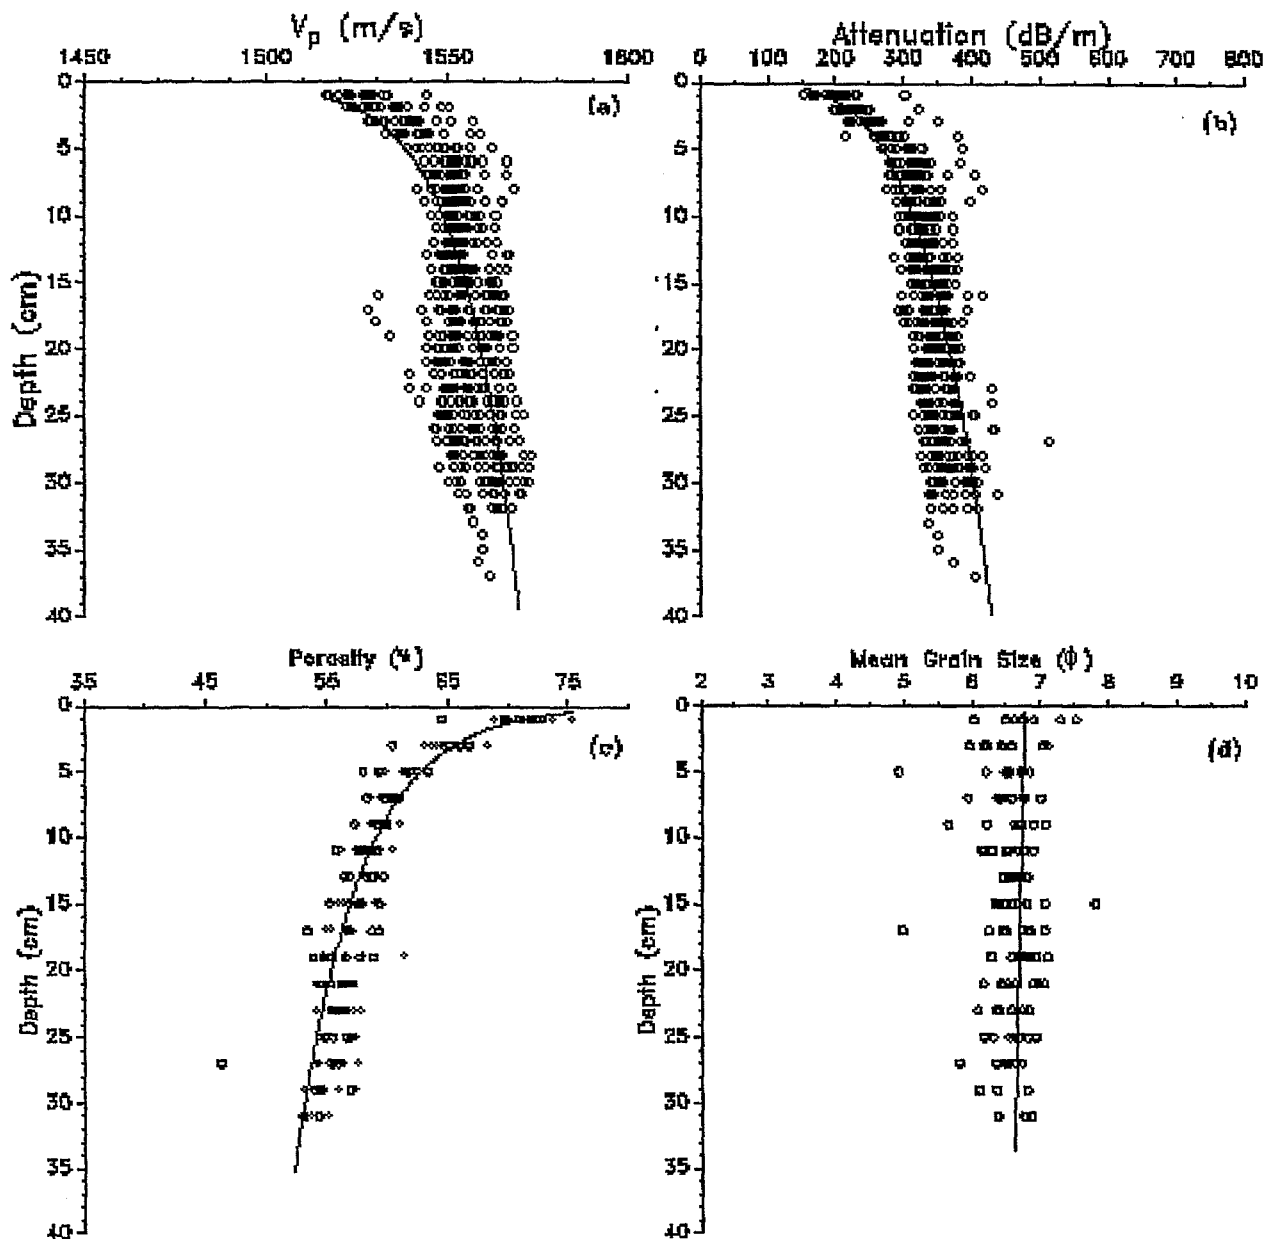 V_p (m/s)
1450 1500 1550 1600
0
5
10
15
20
25
30
35
40
Depth (cm)
(a)
Attenuation (dB/m)
0 100 200 300 400 500 600 700 800
0
5
10
15
20
25
30
35
40
(b)
Porosity (%)
35 45 55 65 75
0
5
10
15
20
25
30
35
40
Depth (cm)
(c)
Mean Grain Size (ϕ)
2 3 4 5 6 7 8 9 10
0
5
10
15
20
25
30
35
40
Depth (cm)
(d)